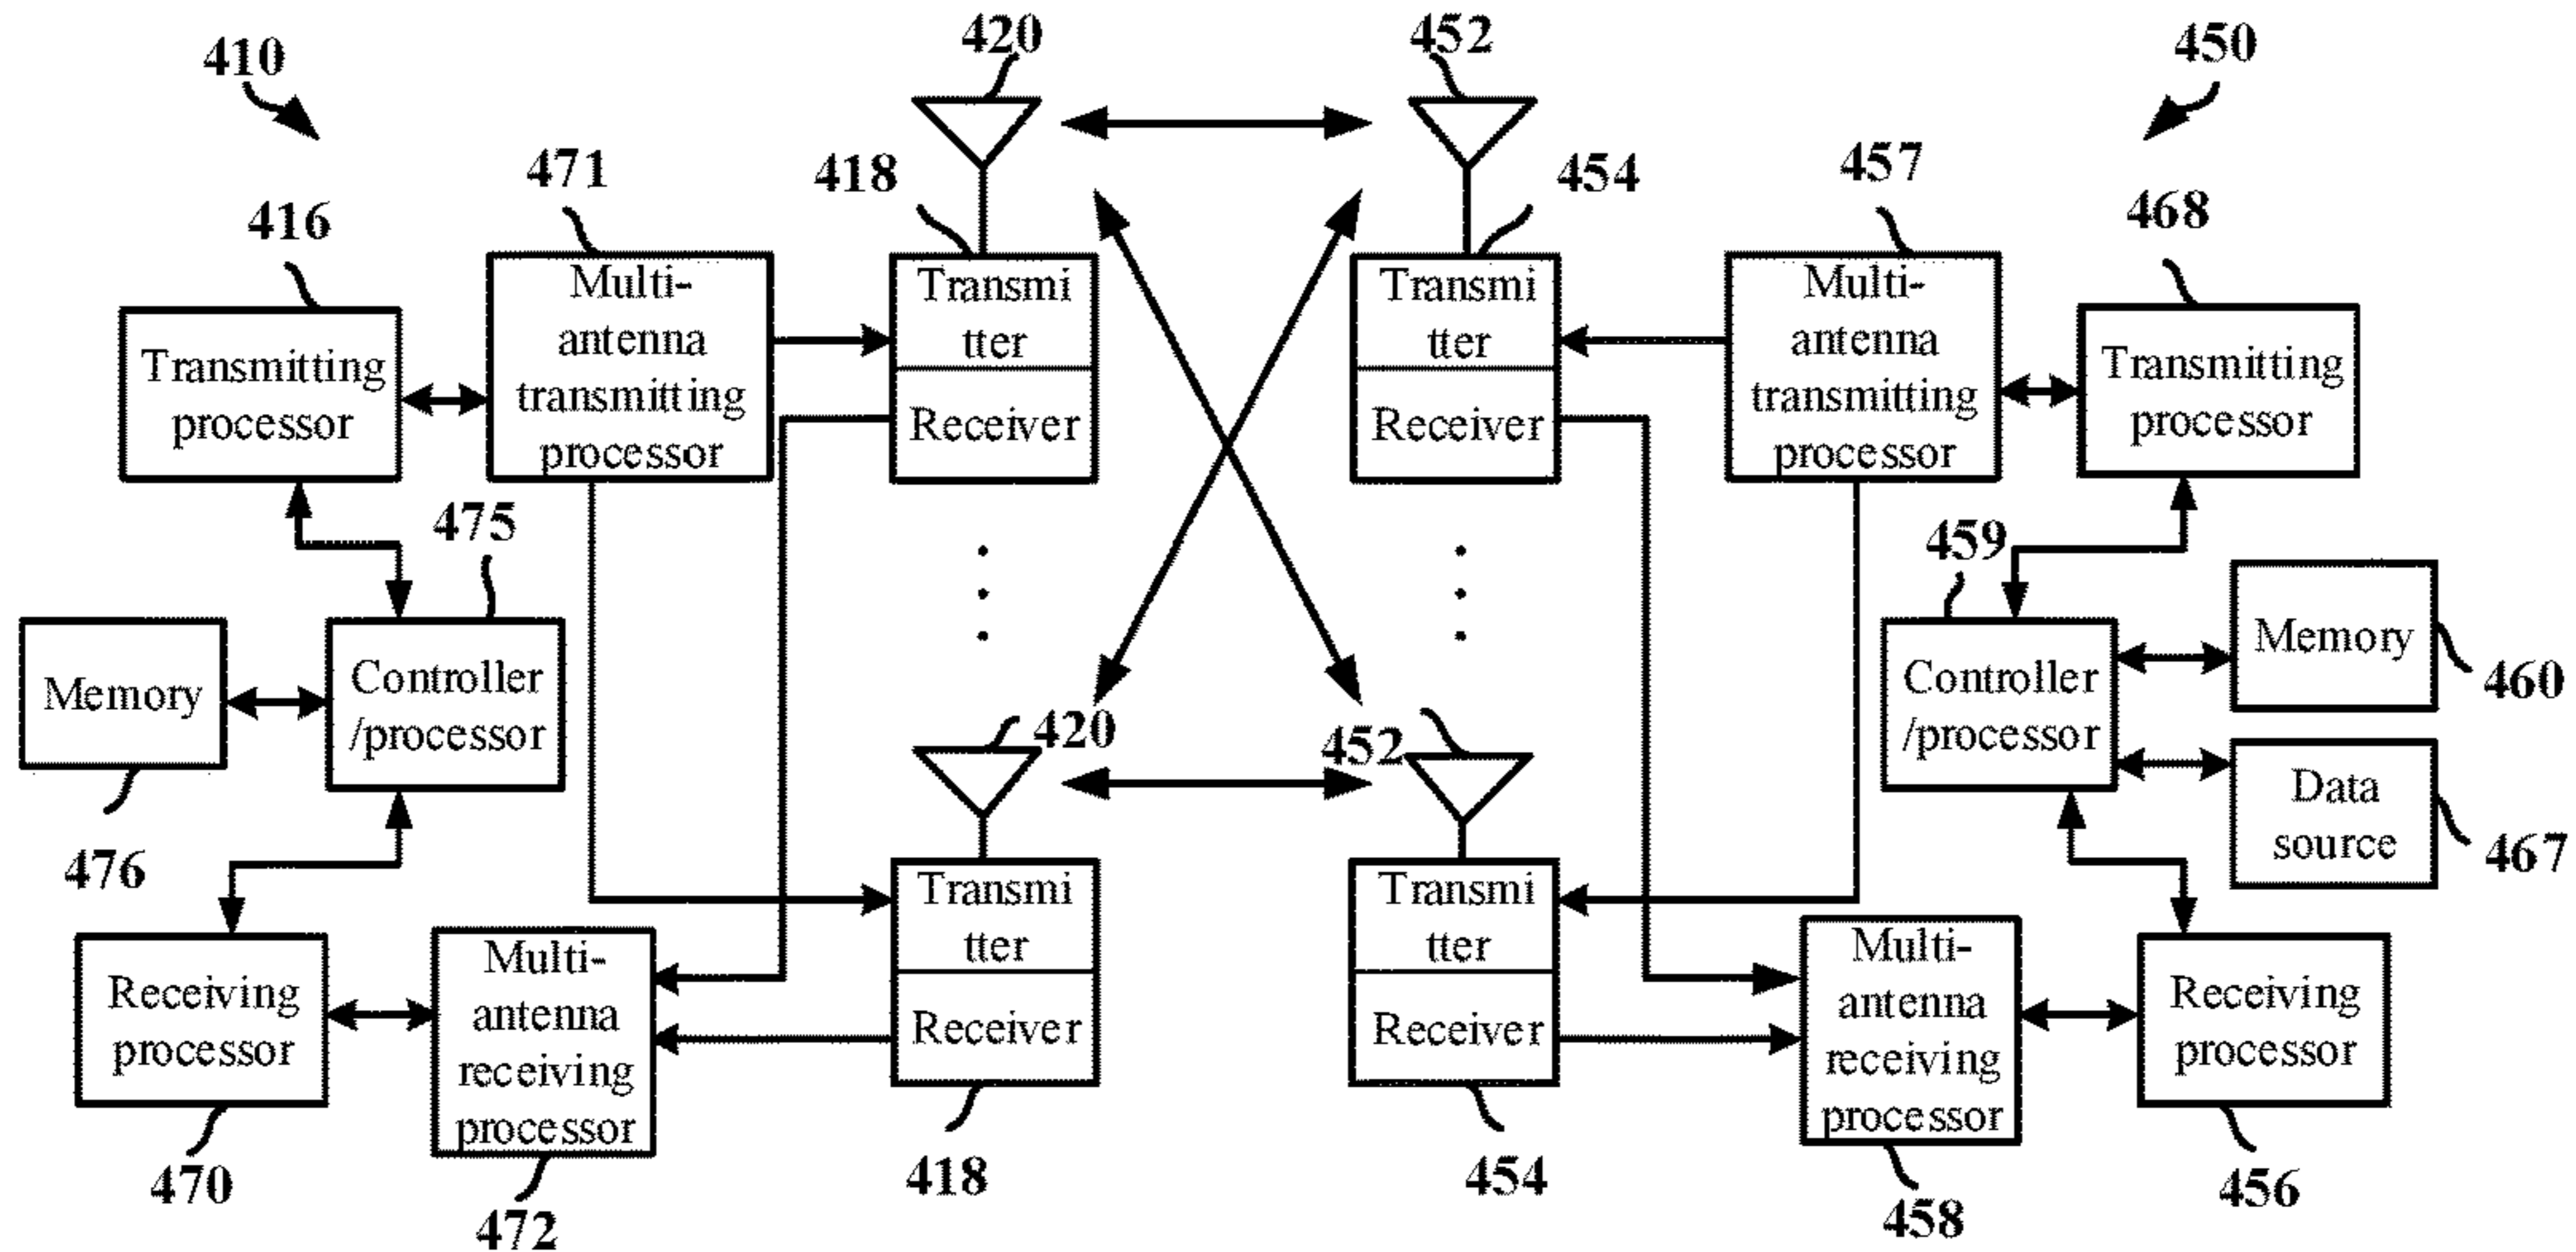 410
420
452
450
471
418
454
457
416
468
Transmitting
processor
Multi-
antenna
transmitting
processor
Transmi
tter
Receiver
Transmi
tter
Receiver
Multi-
antenna
transmitting
processor
Transmitting
processor
475
459
Memory
Controller
/processor
Controller
/processor
Memory
460
420
452
Data
source
467
476
Receiving
processor
Multi-
antenna
receiving
processor
Transmi
tter
Receiver
Transmi
tter
Receiver
Multi-
antenna
receiving
processor
Receiving
processor
470
472
418
454
458
456